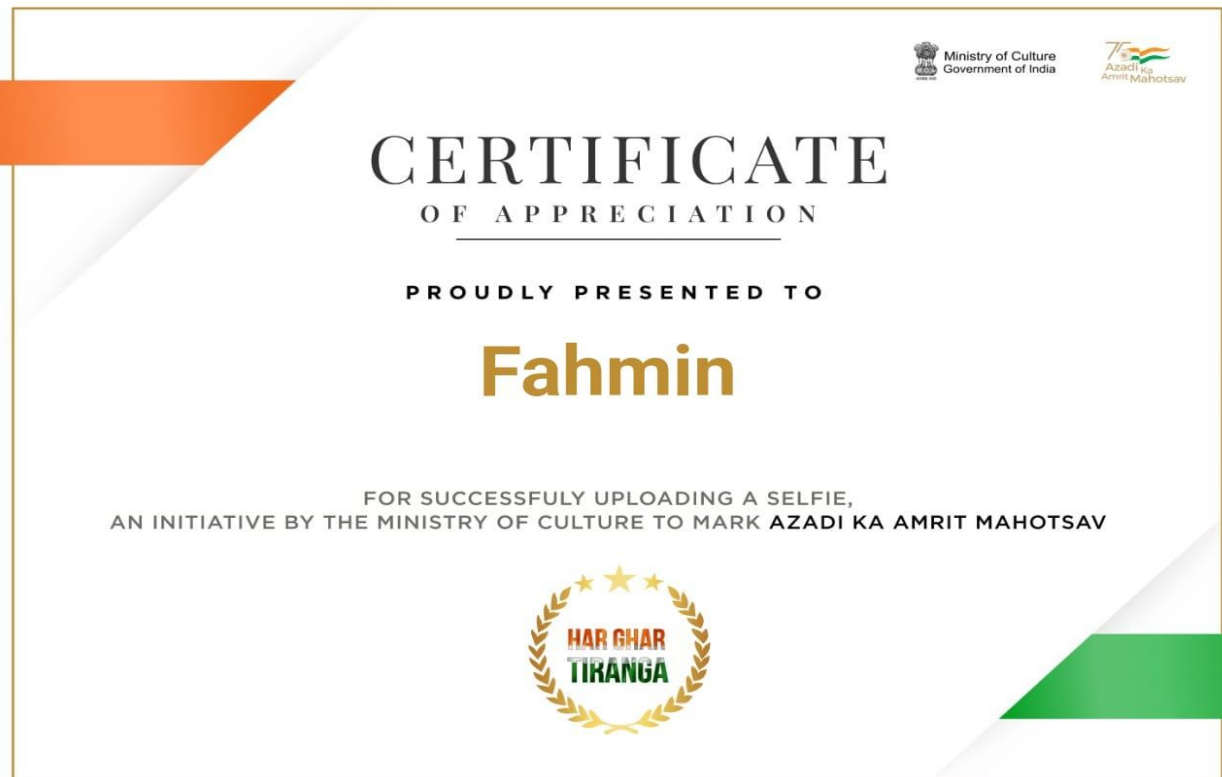 Ministry of Culture
Government of India
75
Azadi Ka
Amrit Mahotsav
CERTIFICATE
OF APPRECIATION
PROUDLY PRESENTED TO
Fahmin
FOR SUCCESSFULY UPLOADING A SELFIE,
AN INITIATIVE BY THE MINISTRY OF CULTURE TO MARK AZADI KA AMRIT MAHOTSAV
HAR GHAR
TIRANGA